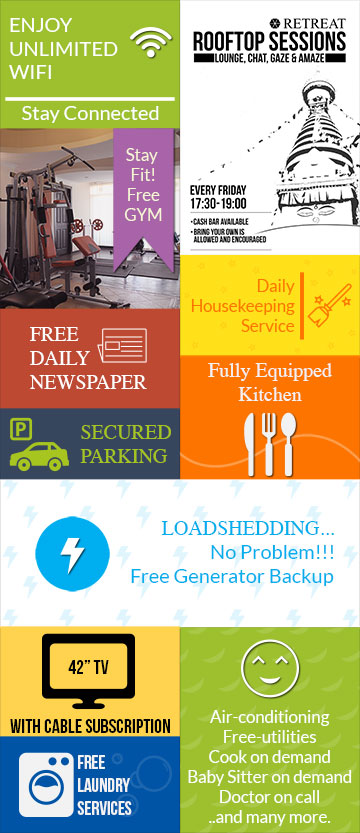 ENJOY
UNLIMITED
WIFI
Stay Connected
RETREAT
ROOFTOP SESSIONS
LOUNGE, CHAT, GAZE & AMAZE
EVERY FRIDAY
17:30-19:00
•CASH BAR AVAILABLE
•BRING YOUR OWN IS
ALLOWED AND ENCOURAGED
Stay
Fit!
Free
GYM
Daily
Housekeeping
Service
FREE
DAILY
NEWSPAPER
Fully Equipped
Kitchen
P
SECURED
PARKING
LOADSHEDDING...
No Problem!!!
Free Generator Backup
42” TV
WITH CABLE SUBSCRIPTION
FREE
LAUNDRY
SERVICES
Air-conditioning
Free-utilities
Cook on demand
Baby Sitter on demand
Doctor on call
..and many more.